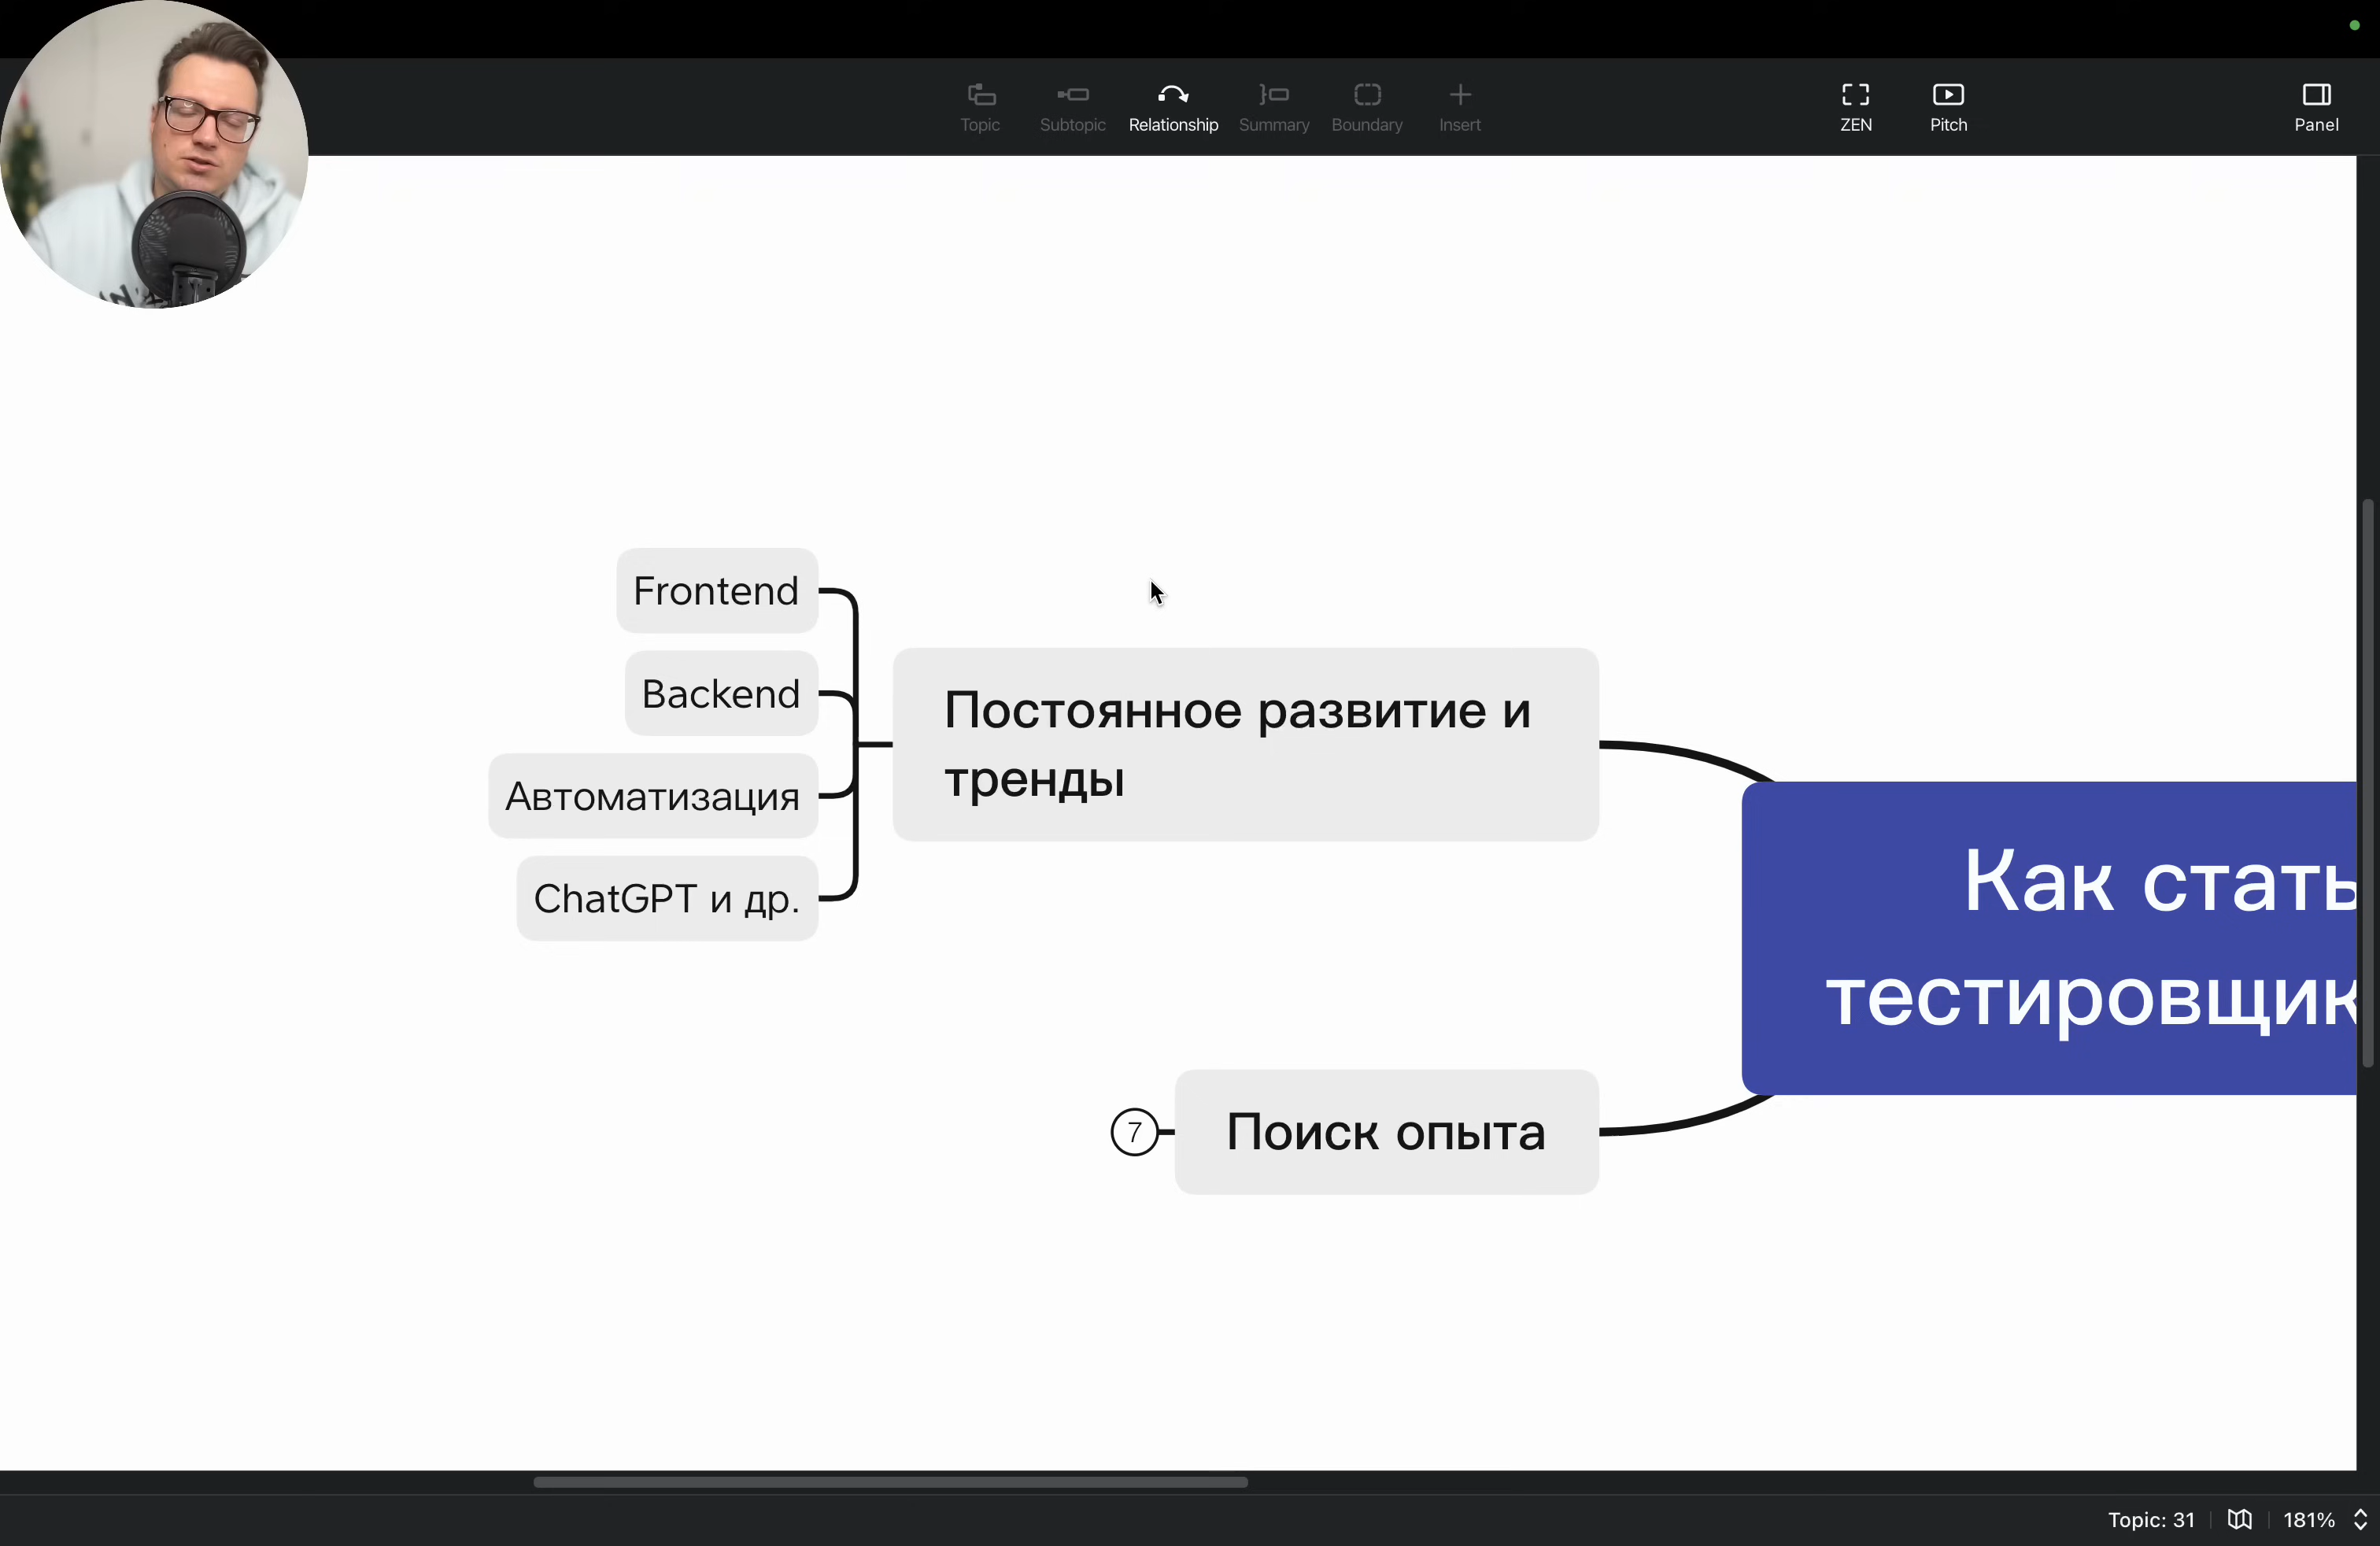 Topic
Subtopic
Relationship
Summary
Boundary
Insert
ZEN
Pitch
Panel
Frontend
Backend
Автоматизация
ChatGPT и др.
Постоянное развитие и
тренды
Как стать
тестировщик
7
Поиск опыта
Topic: 31
181%